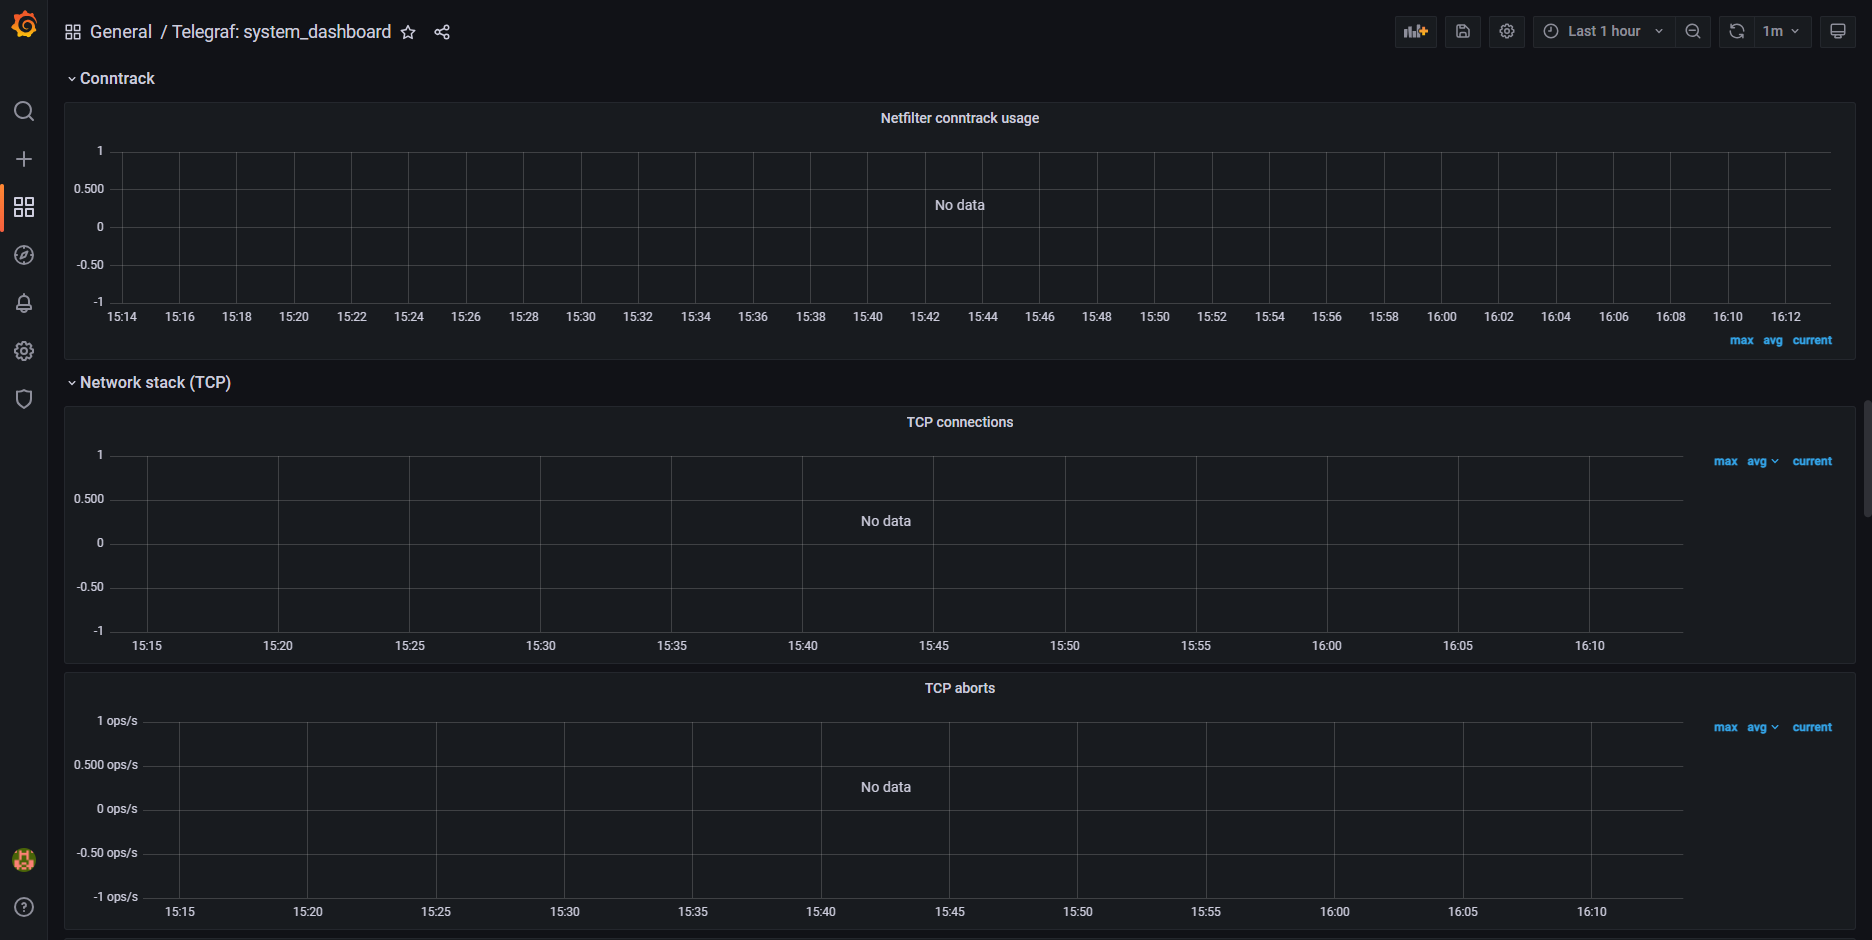 General / Telegraf: system_dashboard
Last 1 hour
1m
Conntrack
Netfilter conntrack usage
1
0.500
0
-0.50
-1
No data
15:14 15:16 15:18 15:20 15:22 15:24 15:26 15:28 15:30 15:32 15:34 15:36 15:38 15:40 15:42 15:44 15:46 15:48 15:50 15:52 15:54 15:56 15:58 16:00 16:02 16:04 16:06 16:08 16:10 16:12
max avg current
Network stack (TCP)
TCP connections
1
0.500
0
-0.50
-1
No data
15:15 15:20 15:25 15:30 15:35 15:40 15:45 15:50 15:55 16:00 16:05 16:10
max avg current
TCP aborts
1 ops/s
0.500 ops/s
0 ops/s
-0.50 ops/s
-1 ops/s
No data
15:15 15:20 15:25 15:30 15:35 15:40 15:45 15:50 15:55 16:00 16:05 16:10
max avg current